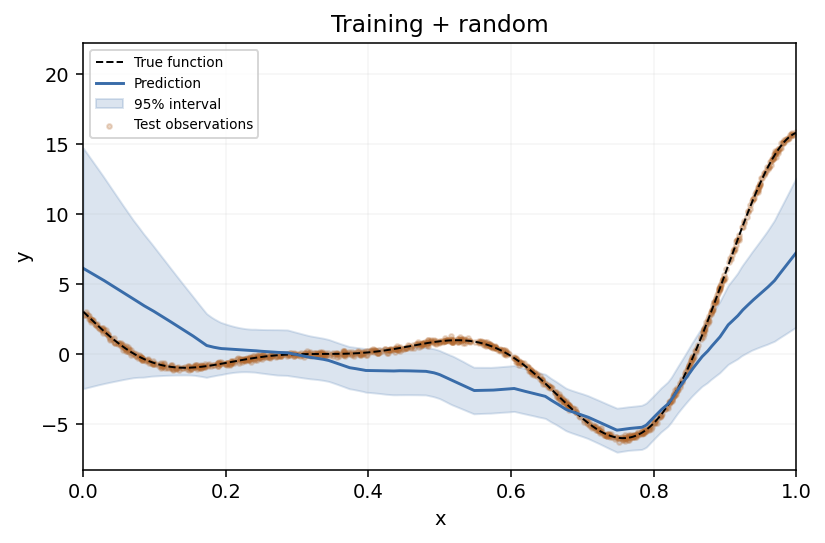 Training + random
True function
Prediction
95% interval
Test observations
y
20
15
10
5
0
−5
0.0 0.2 0.4 0.6 0.8 1.0
x